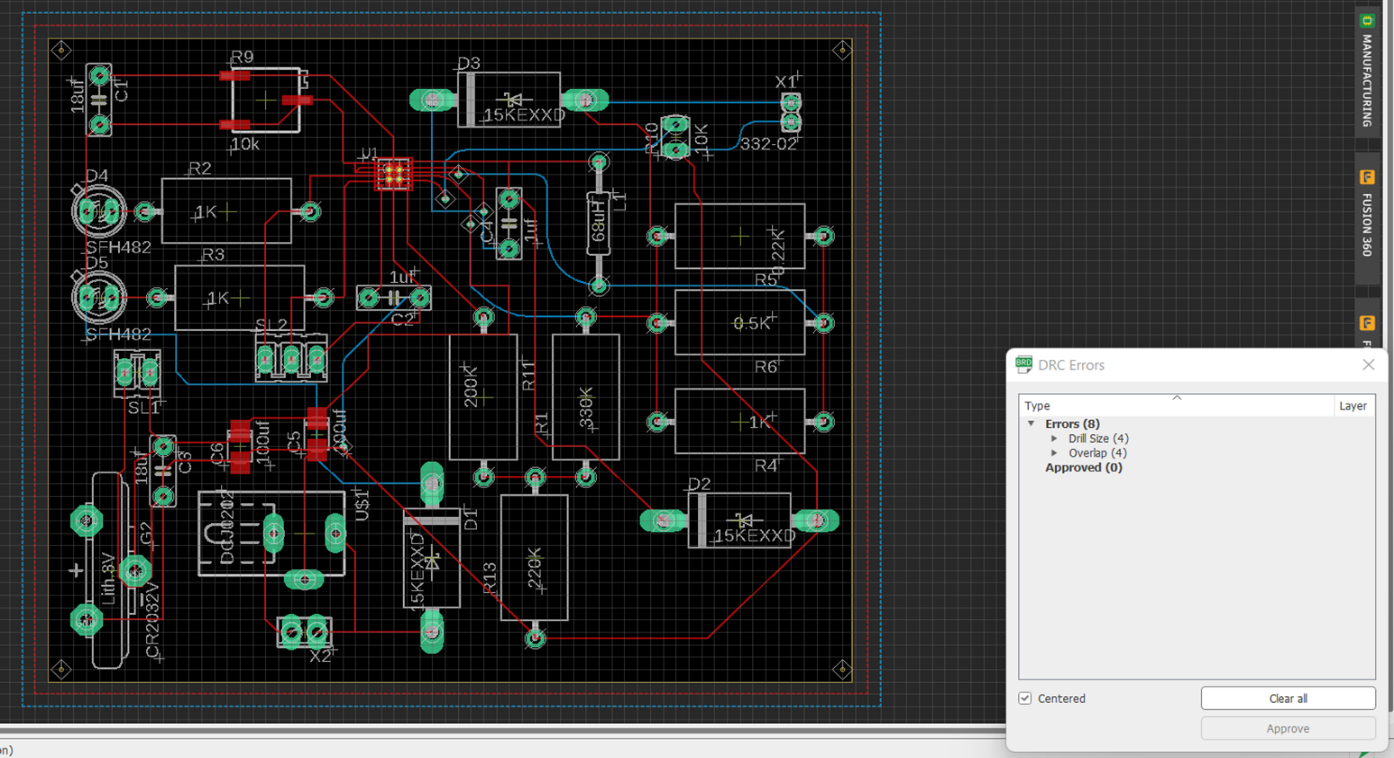 R9
D3
X1
18uf
C1
15KEXXD
10k
R10
10K
332-02
U1
D4
R2
1K
SFH482
D5
R3
1K
SFH482
C4
1uf
68uH
L1
0.22K
R5
1uf
C2
SL2
0.5K
R6
SL1
200K
R11
R1
330K
1K
R4
18uf
C3
C6
100uf
C5
100uf
D2
15KEXXD
DCJ0202
U$1
D1
15KEXXD
R13
220K
G2
Lith.3V
CR2032V
+
X2
MANUFACTURING
FUSION 360
BRD
DRC Errors
Type
Layer
Errors (8)
Drill Size (4)
Overlap (4)
Approved (0)
Centered
Clear all
Approve
on)